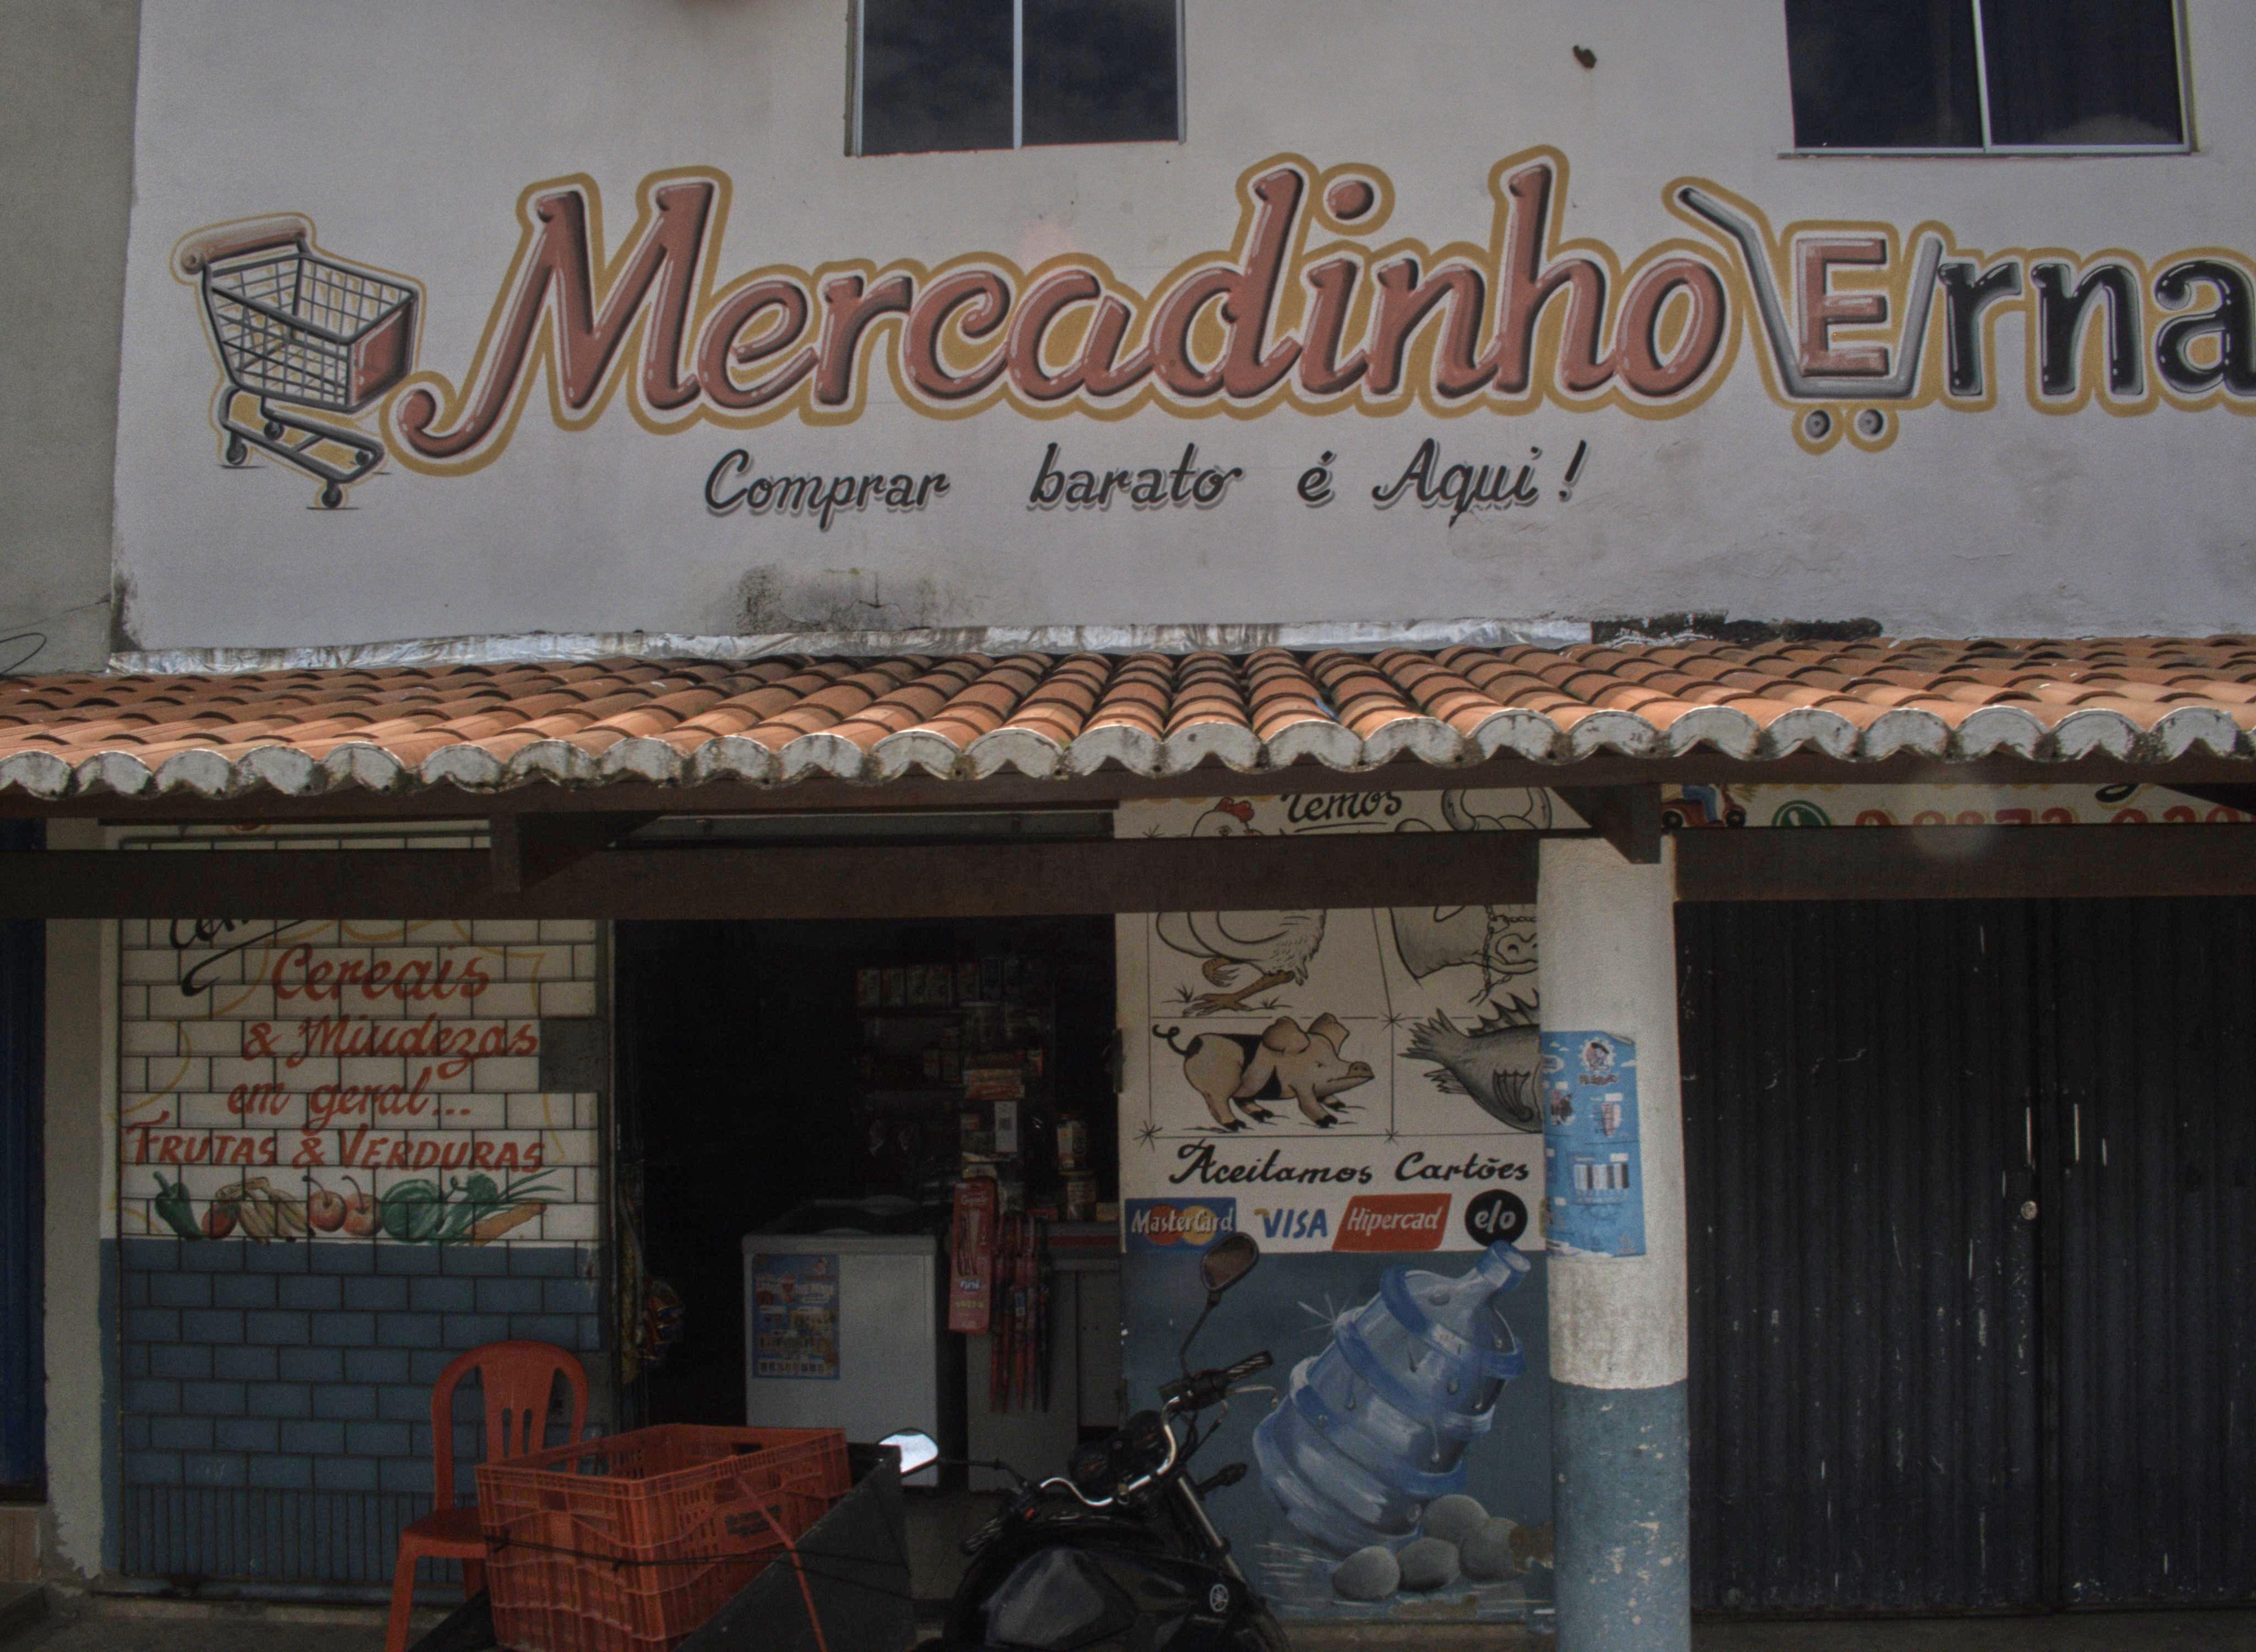 Mercadinho Erna
Comprar barato é Aqui!
Temos
Cereais
& Miudezas
em geral...
FRUTAS & VERDURAS
Aceitamos Cartões
MasterCard VISA Hipercad elo